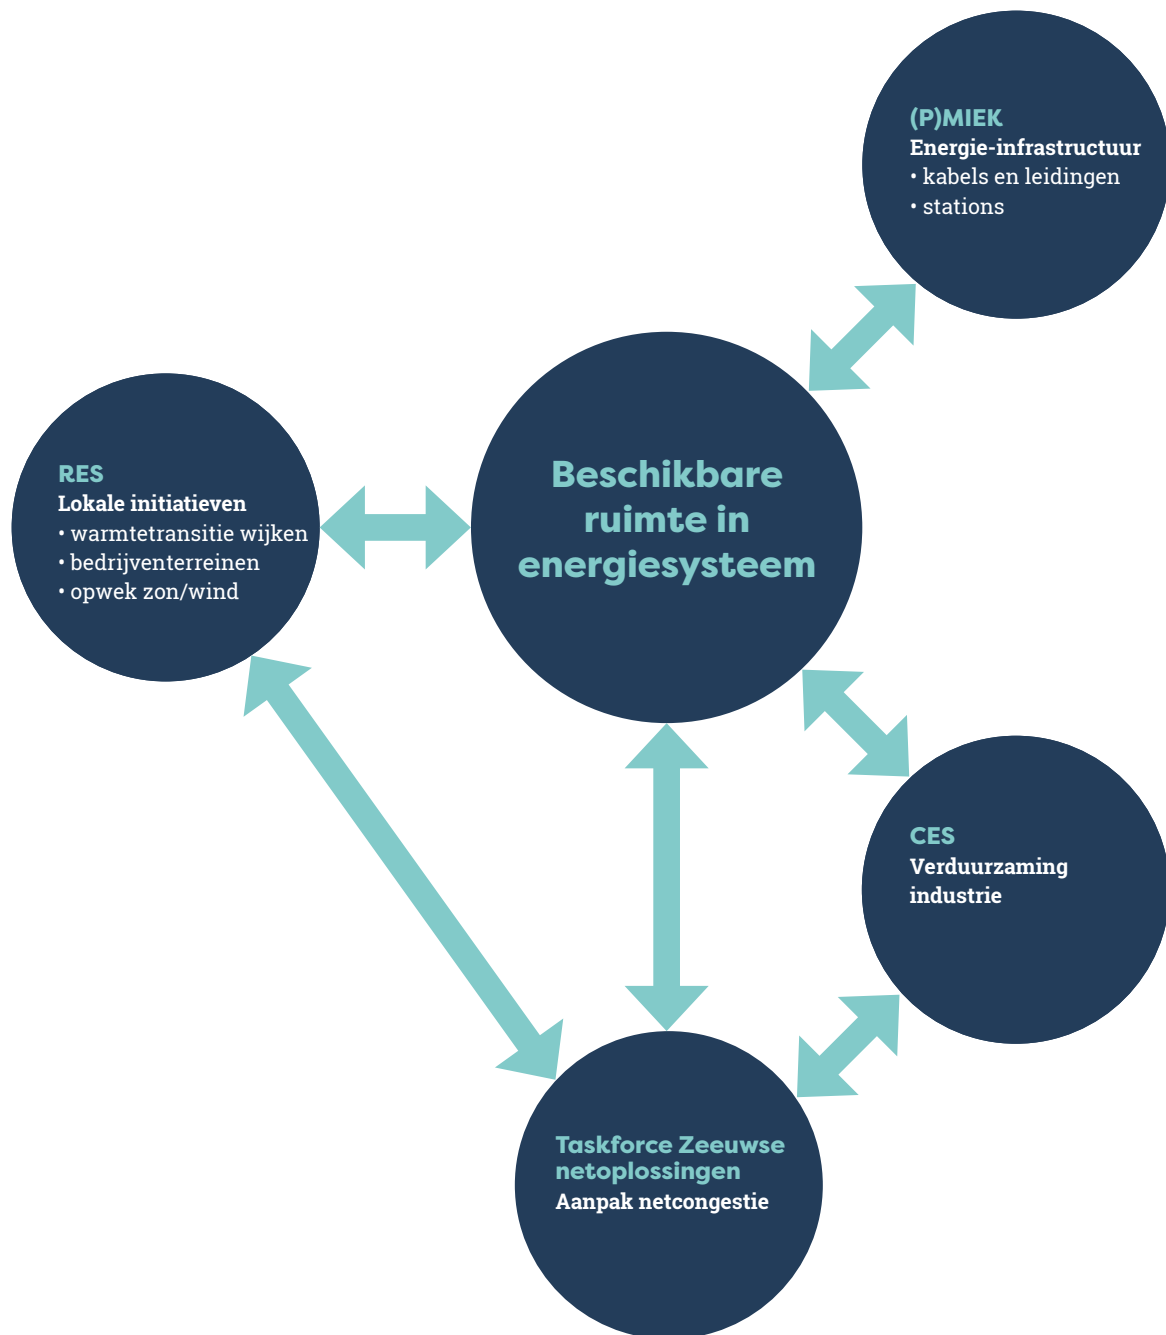 (P)MIEK
Energie-infrastructuur
• kabels en leidingen
• stations
Beschikbare
ruimte in
energiesysteem
RES
Lokale initiatieven
• warmtetransitie wijken
• bedrijventerreinen
• opwek zon/wind
CES
Verduurzaming
industrie
Taskforce Zeeuwse
netoplossingen
Aanpak netcongestie